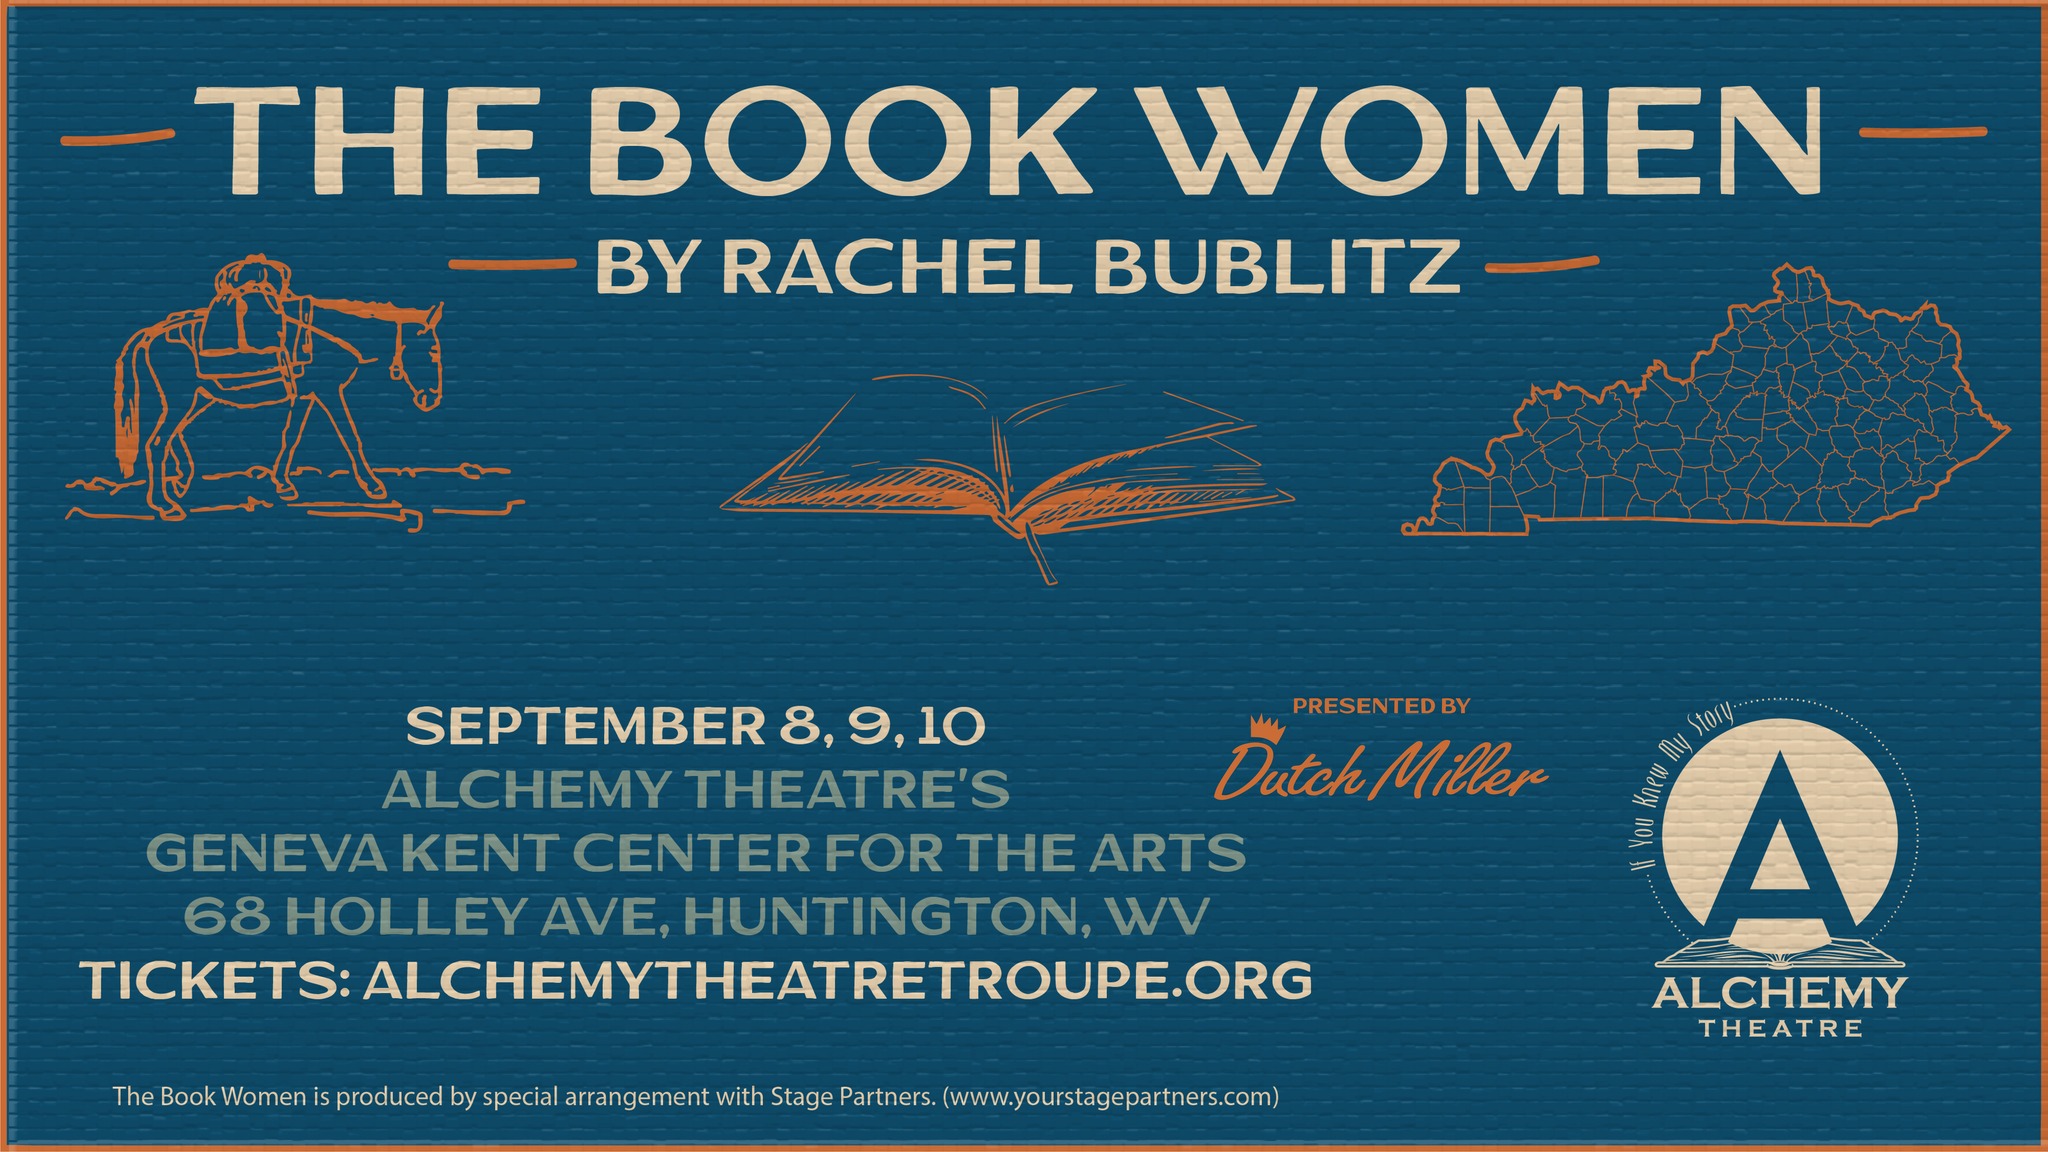 THE BOOK WOMEN
BY RACHEL BUBLITZ
SEPTEMBER 8, 9, 10
ALCHEMY THEATRE'S
GENEVA KENT CENTER FOR THE ARTS
68 HOLLEY AVE, HUNTINGTON, WV
TICKETS: ALCHEMYTHEATRETROUPE.ORG
PRESENTED BY
Dutch Miller
If You Knew My Story
A
ALCHEMY
THEATRE
The Book Women is produced by special arrangement with Stage Partners. (www.yourstagepartners.com)